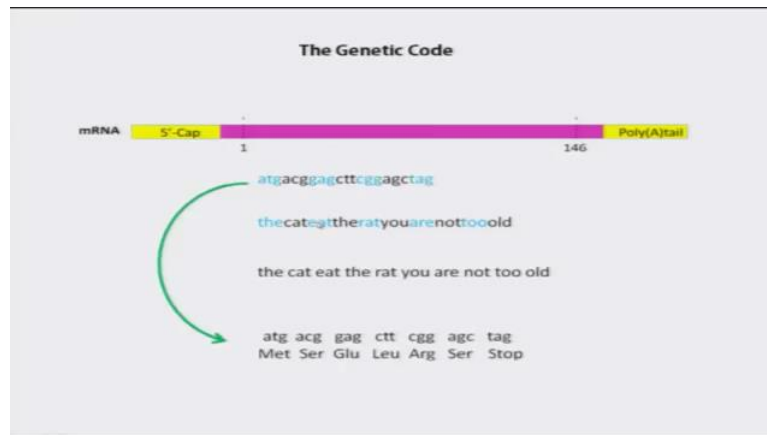 The Genetic Code
mRNA 5'-Cap Poly(A)tail
1 146
atgacggagcttcggagctag
thecateattheratyouarenottooold
the cat eat the rat you are not too old
atg acg gag ctt cgg agc tag
Met Ser Glu Leu Arg Ser Stop